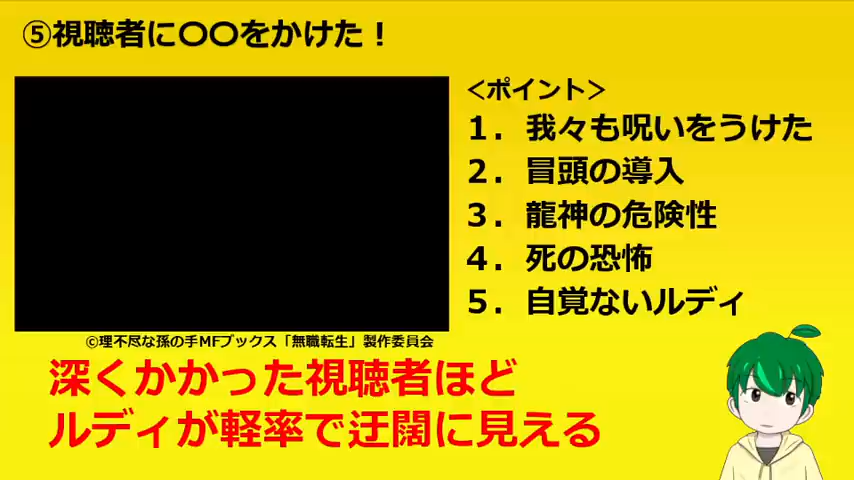 ⑤視聴者に〇〇をかけた！
＜ポイント＞
１．我々も呪いをうけた
２．冒頭の導入
３．龍神の危険性
４．死の恐怖
５．自覚ないルディ
©理不尽な孫の手MFブックス「無職転生」製作委員会
深くかかった視聴者ほど
ルディが軽率で迂闊に見える